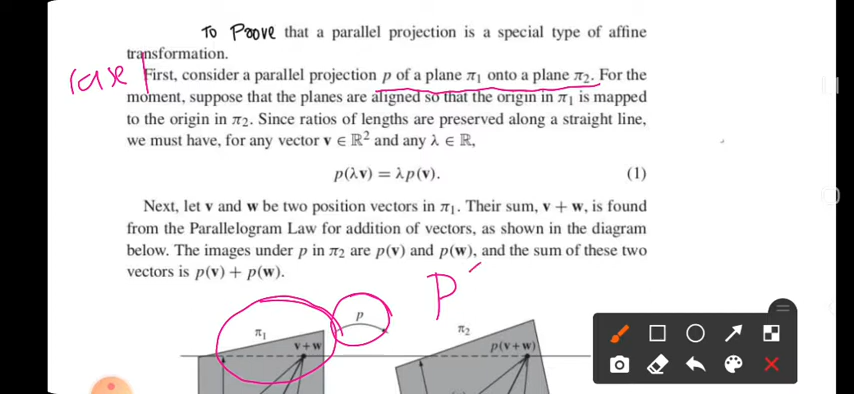 To Prove that a parallel projection is a special type of affine
transformation.
case 1
First, consider a parallel projection p of a plane π₁ onto a plane π₂. For the
moment, suppose that the planes are aligned so that the origin in π₁ is mapped
to the origin in π₂. Since ratios of lengths are preserved along a straight line,
we must have, for any vector v ∈ ℝ² and any λ ∈ ℝ,
p(λv) = λp(v). (1)
Next, let v and w be two position vectors in π₁. Their sum, v + w, is found
from the Parallelogram Law for addition of vectors, as shown in the diagram
below. The images under p in π₂ are p(v) and p(w), and the sum of these two
vectors is p(v) + p(w).
P
p
π₁ π₂
v+w p(v+w)